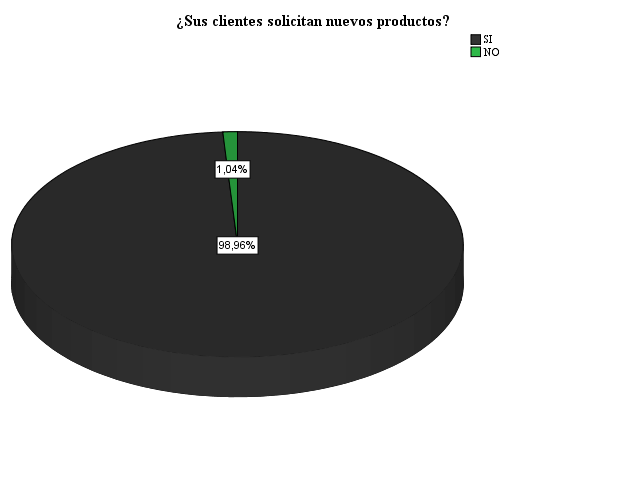 ¿Sus clientes solicitan nuevos productos?
SI
NO
1,04%
98,96%